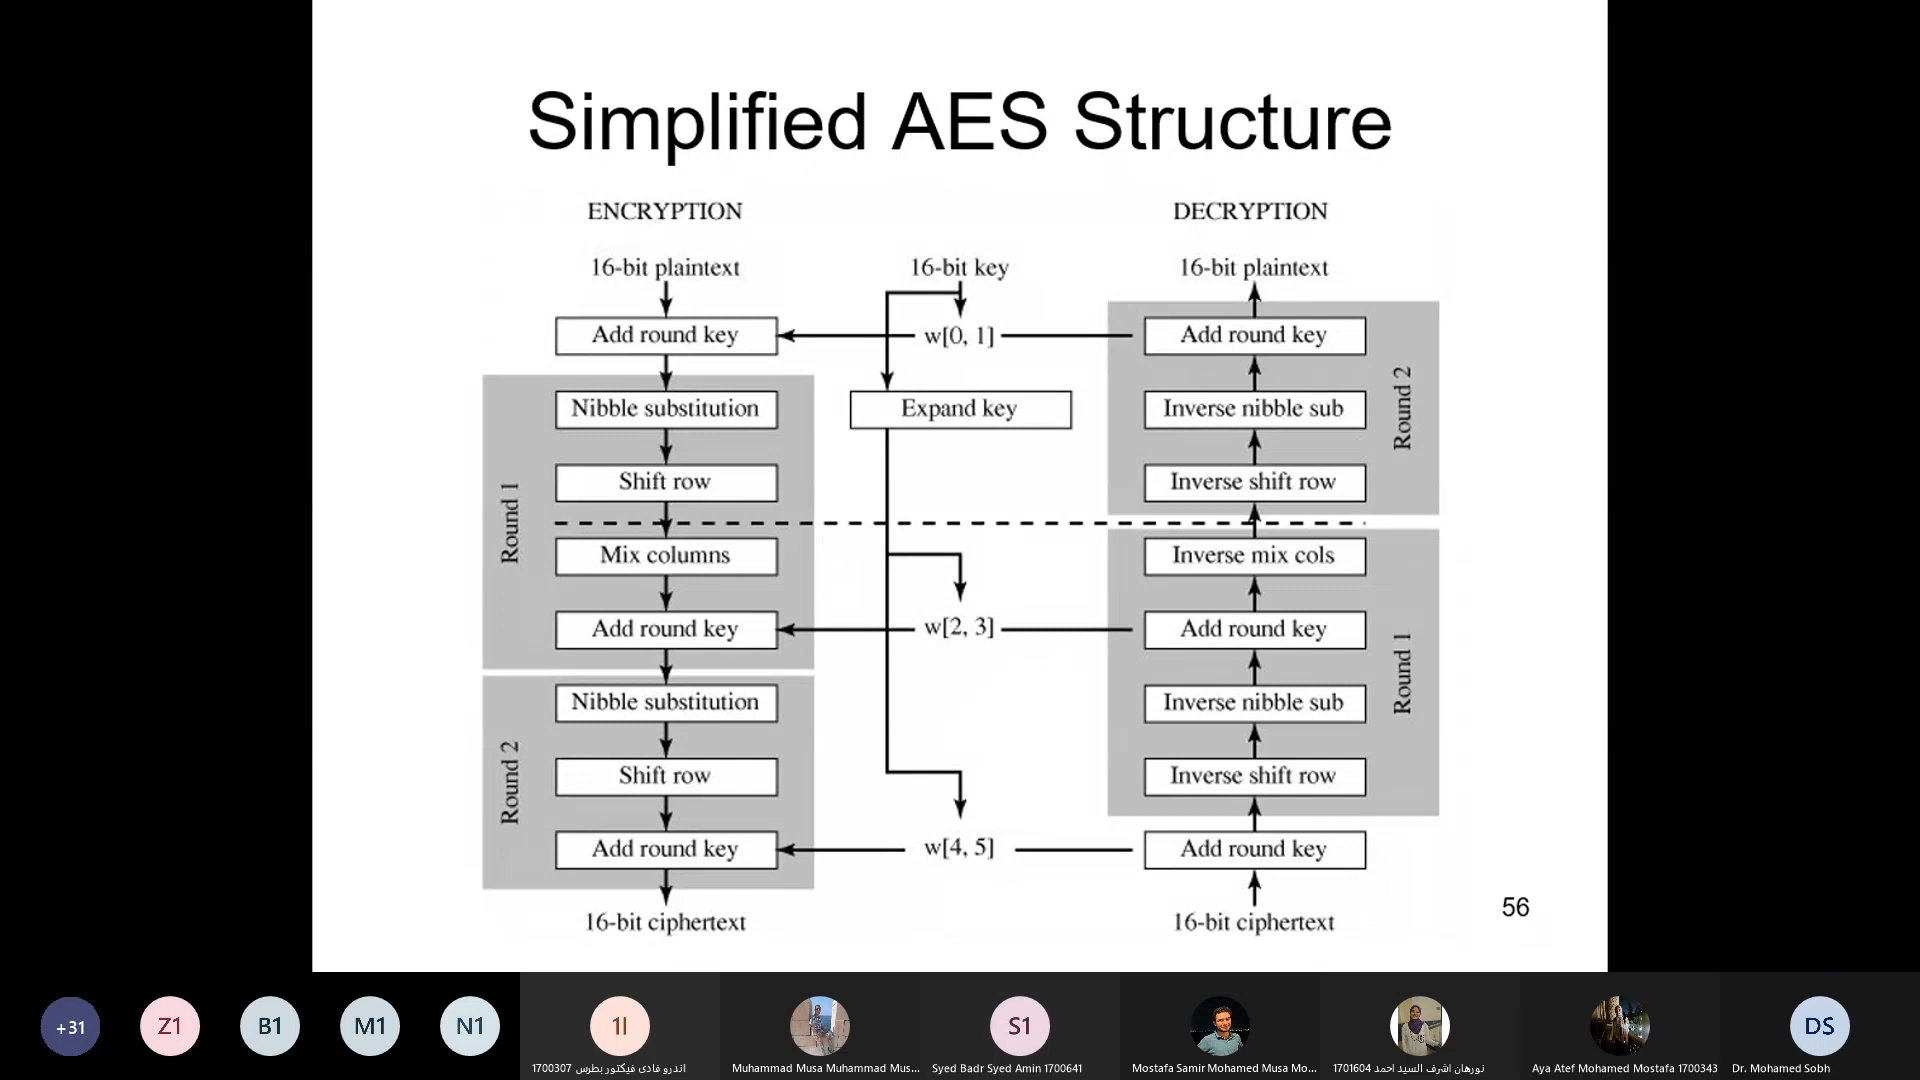 Simplified AES Structure
ENCRYPTION
DECRYPTION
16-bit plaintext
16-bit key
16-bit plaintext
Add round key
w[0, 1]
Add round key
Nibble substitution
Expand key
Inverse nibble sub
Round 2
Shift row
Inverse shift row
Round 1
Mix columns
Inverse mix cols
Add round key
w[2, 3]
Add round key
Round 1
Nibble substitution
Inverse nibble sub
Shift row
Inverse shift row
Round 2
Add round key
w[4, 5]
Add round key
16-bit ciphertext
16-bit ciphertext
56
+31
Z1
B1
M1
N1
1ا
S1
DS
اندرو فادى فيكتور بطرس 1700307
Muhammad Musa Muhammad Mus...
Syed Badr Syed Amin 1700641
Mostafa Samir Mohamed Musa Mo...
نورهان اشرف السيد احمد 1701604
Aya Atef Mohamed Mostafa 1700343
Dr. Mohamed Sobh